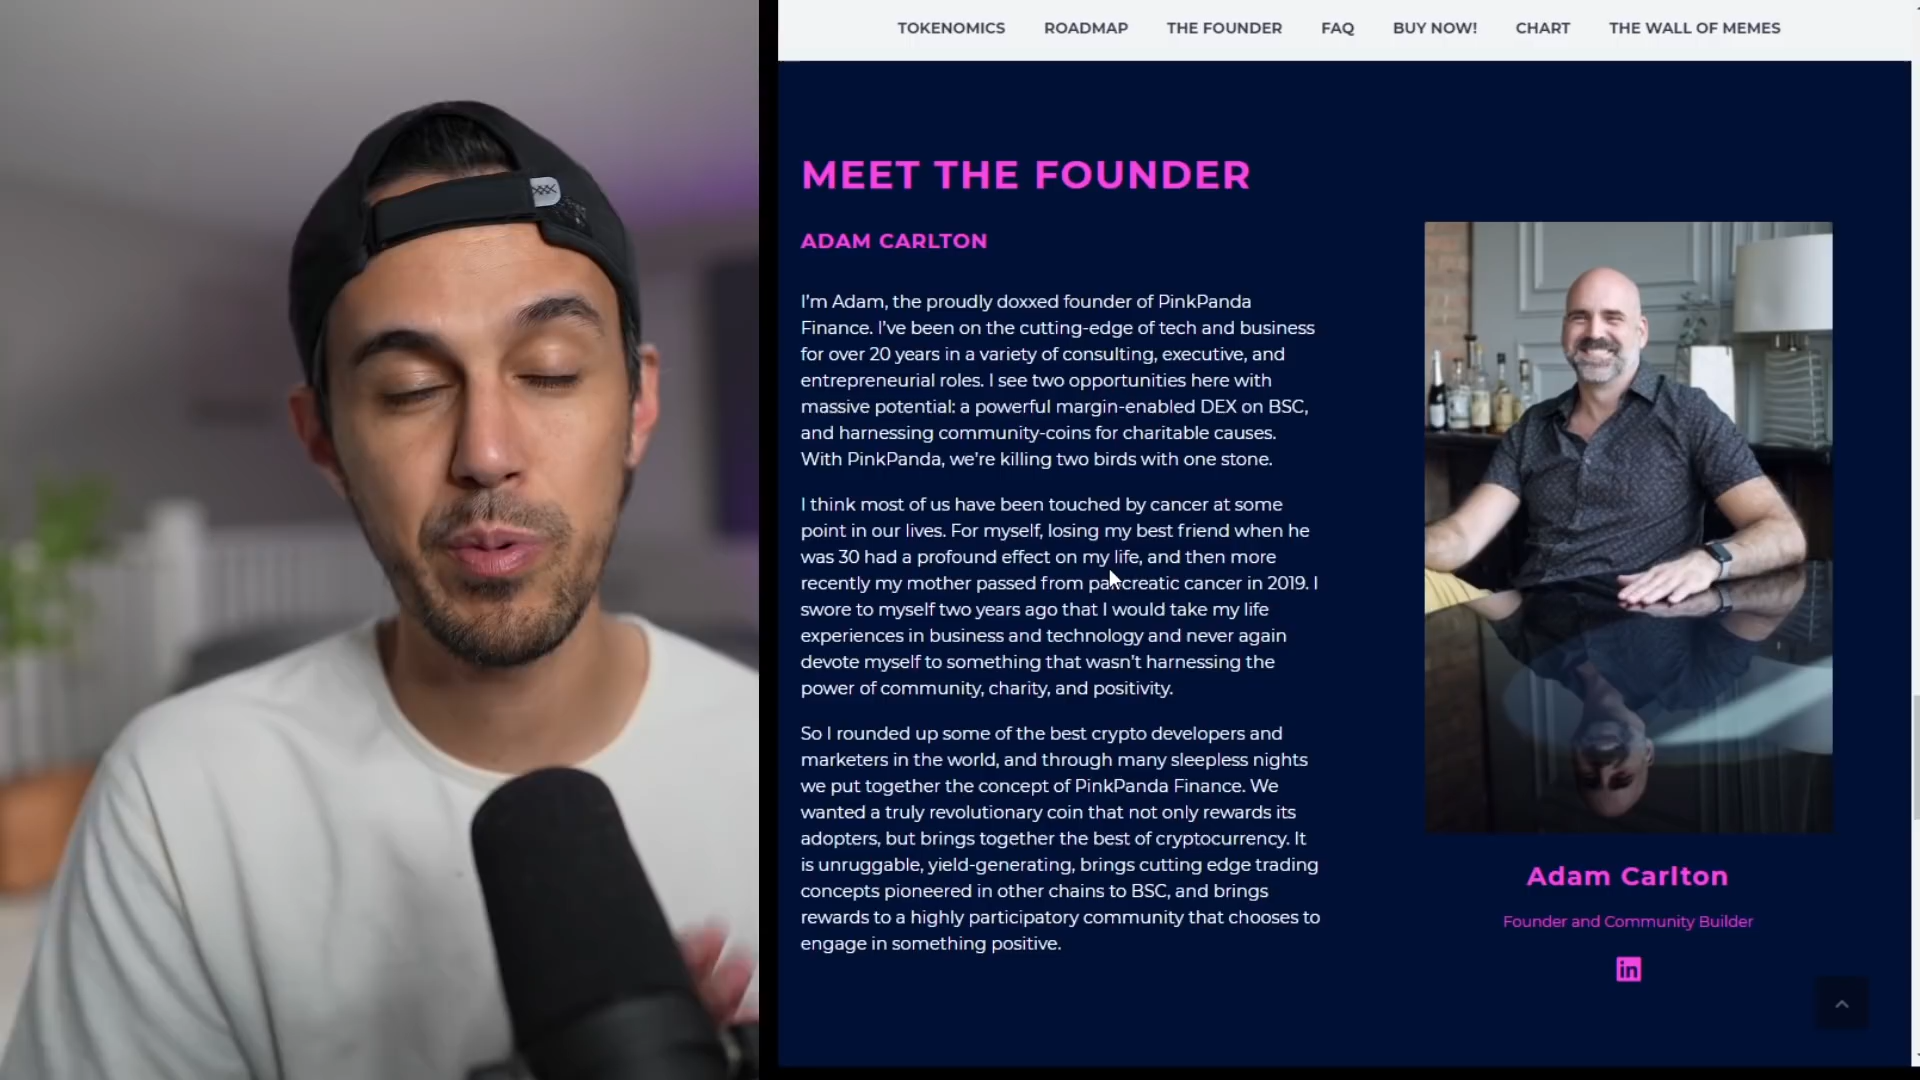 TOKENOMICS ROADMAP THE FOUNDER FAQ BUY NOW! CHART THE WALL OF MEMES
MEET THE FOUNDER
ADAM CARLTON
I'm Adam, the proudly doxxed founder of PinkPanda
Finance. I've been on the cutting-edge of tech and business
for over 20 years in a variety of consulting, executive, and
entrepreneurial roles. I see two opportunities here with
massive potential: a powerful margin-enabled DEX on BSC,
and harnessing community-coins for charitable causes.
With PinkPanda, we're killing two birds with one stone.
I think most of us have been touched by cancer at some
point in our lives. For myself, losing my best friend when he
was 30 had a profound effect on my life, and then more
recently my mother passed from pancreatic cancer in 2019. I
swore to myself two years ago that I would take my life
experiences in business and technology and never again
devote myself to something that wasn't harnessing the
power of community, charity, and positivity.
So I rounded up some of the best crypto developers and
marketers in the world, and through many sleepless nights
we put together the concept of PinkPanda Finance. We
wanted a truly revolutionary coin that not only rewards its
adopters, but brings together the best of cryptocurrency. It
is unruggable, yield-generating, brings cutting edge trading
concepts pioneered in other chains to BSC, and brings
rewards to a highly participatory community that chooses to
engage in something positive.
Adam Carlton
Founder and Community Builder
in